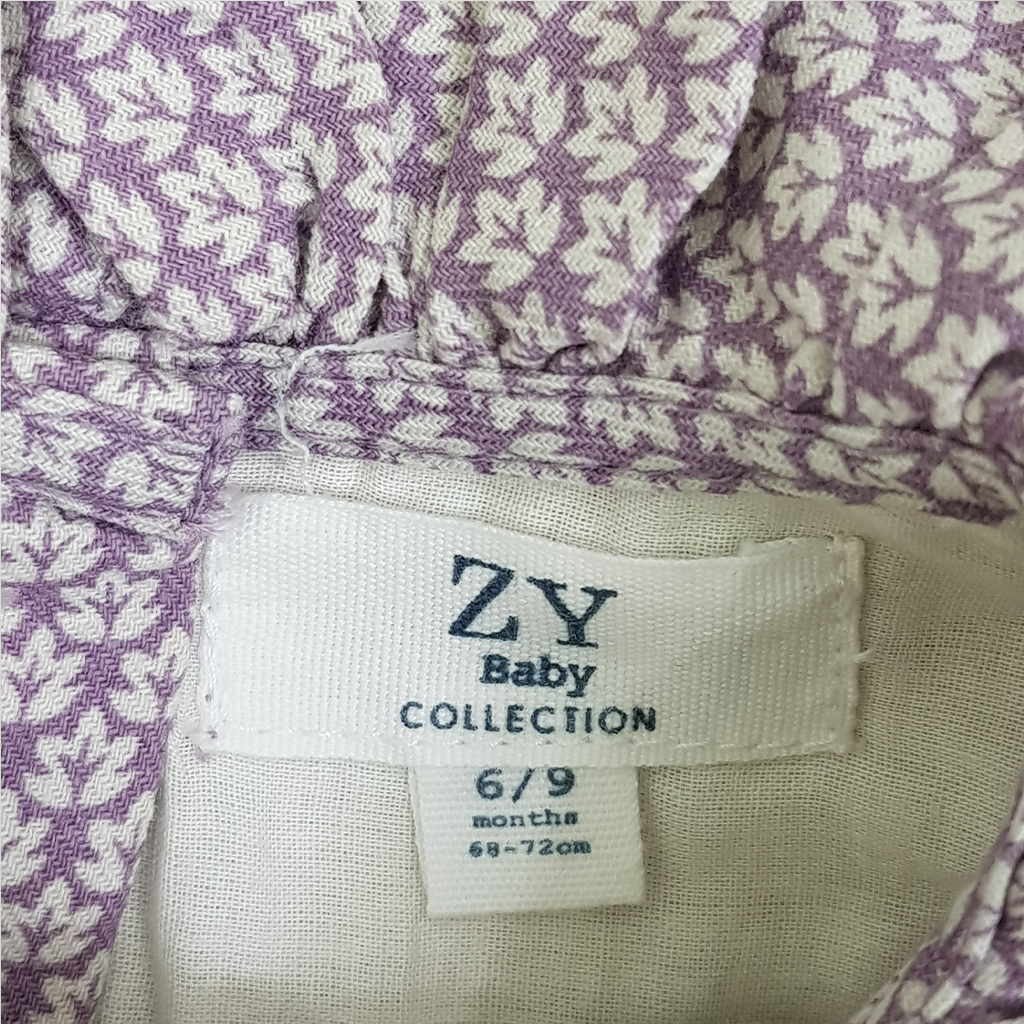 ZY
Baby
COLLECTION
6/9
months
68-72cm